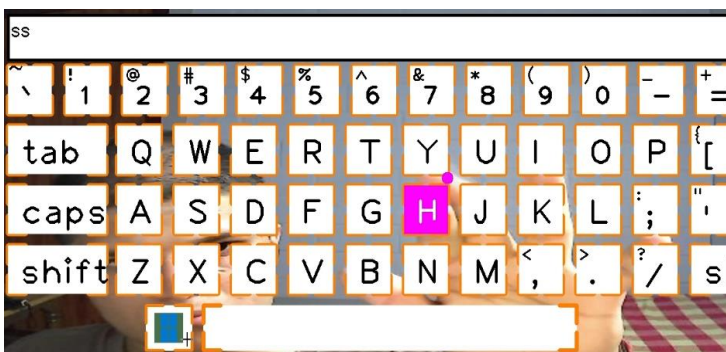 ss
~ ` ! 1 @ 2 # 3 $ 4 % 5 ^ 6 & 7 * 8 ( 9 ) 0 _ - + =
tab Q W E R T Y U I O P { [
caps A S D F G H J K L : ; " '
shift Z X C V B N M < , > . ? / s